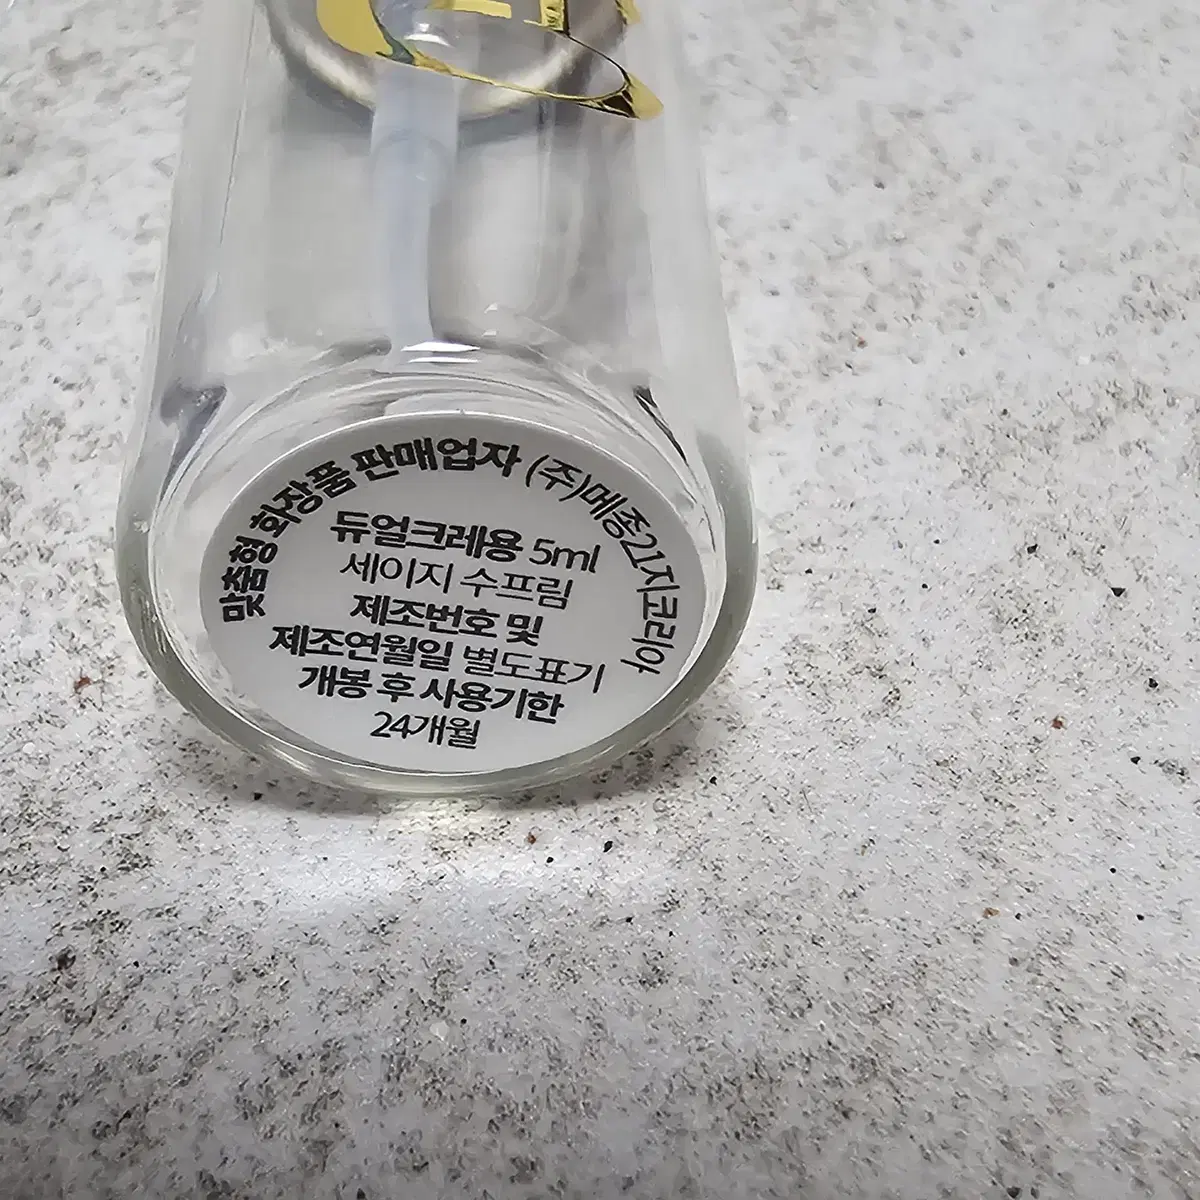 맞춤형 화장품 판매업자 (주)메종21지코리아
듀얼크레용 5ml
세이지 수프림
제조번호 및
제조연월일 별도표기
개봉 후 사용기한
24개월